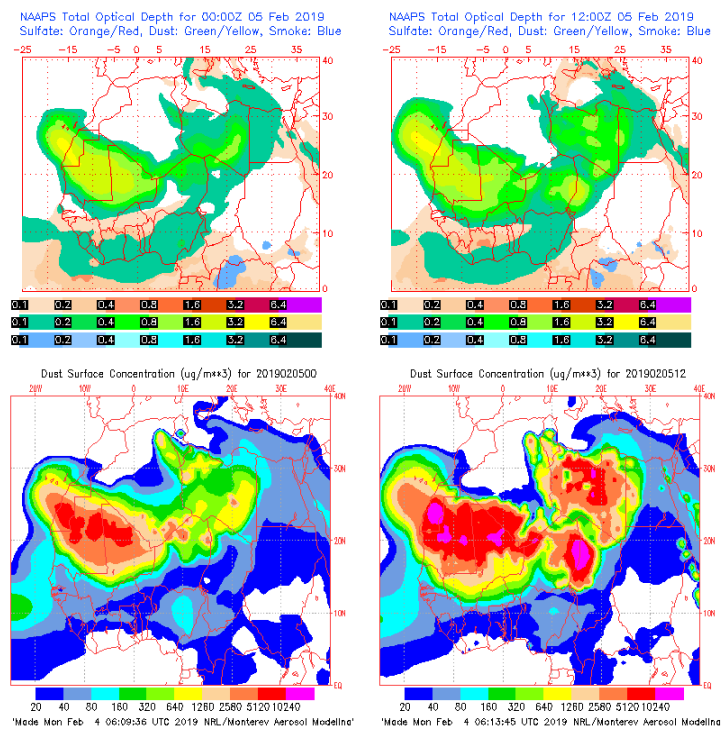 NAAPS Total Optical Depth for 00:00Z 05 Feb 2019
Sulfate: Orange/Red, Dust: Green/Yellow, Smoke: Blue
-25 -15 -10 -5 0 5 15 25 35
40
30
20
10
0
0.1 0.2 0.4 0.8 1.6 3.2 6.4
0.1 0.2 0.4 0.8 1.6 3.2 6.4
0.1 0.2 0.4 0.8 1.6 3.2 6.4
NAAPS Total Optical Depth for 12:00Z 05 Feb 2019
Sulfate: Orange/Red, Dust: Green/Yellow, Smoke: Blue
-25 -15 -10 -5 0 5 15 25 35
40
30
20
10
0
0.1 0.2 0.4 0.8 1.6 3.2 6.4
0.1 0.2 0.4 0.8 1.6 3.2 6.4
0.1 0.2 0.4 0.8 1.6 3.2 6.4
Dust Surface Concentration (ug/m**3) for 2019020500
20W 10W 0 10E 20E 30E 40E
40N
30N
20N
10N
EQ
20 40 80 160 320 640 1260 2580 5120 10240
'Made Mon Feb 4 06:09:36 UTC 2019 NRL/Monterey Aerosol Modeling'
Dust Surface Concentration (ug/m**3) for 2019020512
20W 10W 0 10E 20E 30E 40E
40N
30N
20N
10N
EQ
20 40 80 160 320 640 1260 2580 5120 10240
'Made Mon Feb 4 06:13:45 UTC 2019 NRL/Monterey Aerosol Modeling'